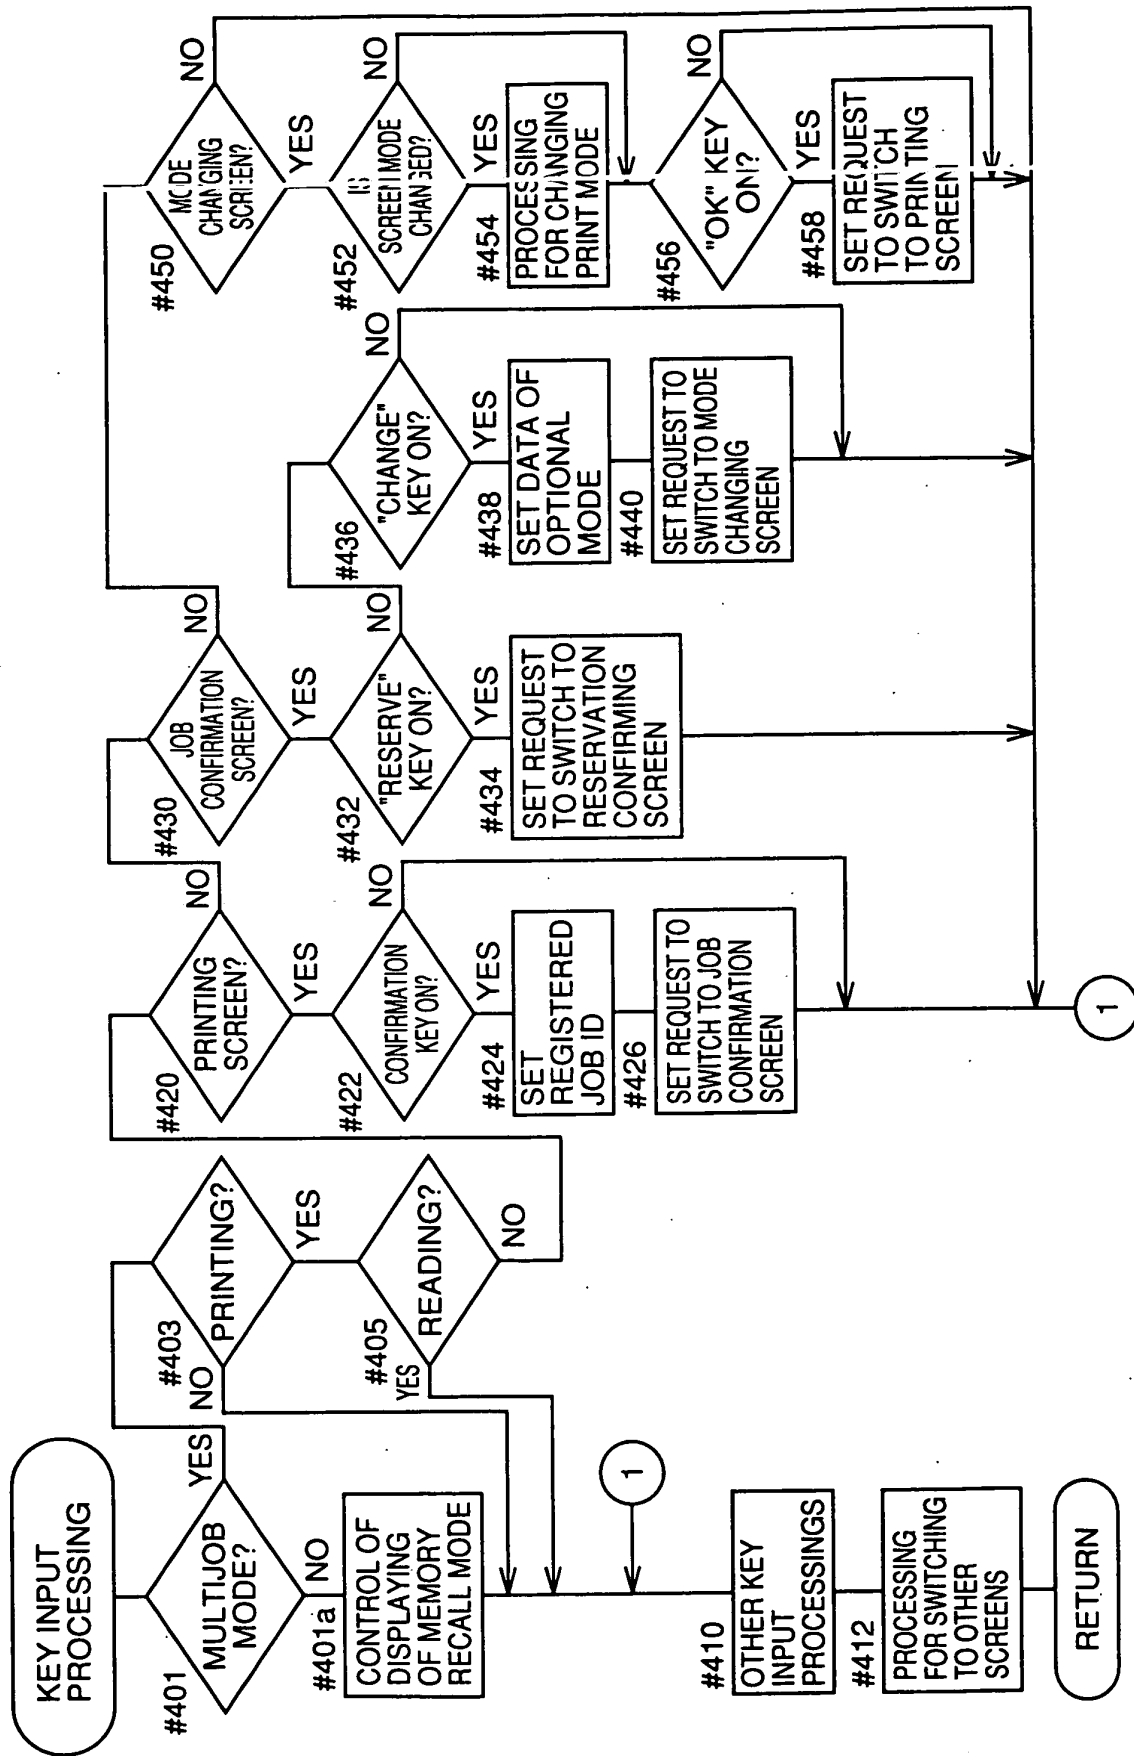 KEY INPUT
PROCESSING
#401
MULTIJOB
MODE?
YES
NO
#401a
CONTROL OF
DISPLAYING
OF MEMORY
RECALL MODE
#403
PRINTING?
NO
YES
#405
READING?
YES
NO
1
#410
OTHER KEY
INPUT
PROCESSINGS
#412
PROCESSING
FOR SWITCHING
TO OTHER
SCREENS
RETURN
#420
PRINTING
SCREEN?
NO
YES
#422
CONFIRMATION
KEY ON?
NO
YES
#424
SET
REGISTERED
JOB ID
#426
SET REQUEST TO
SWITCH TO JOB
CONFIRMATION
SCREEN
1
#430
JOB
CONFIRMATION
SCREEN?
NO
YES
#432
"RESERVE"
KEY ON?
NO
YES
#434
SET REQUEST
TO SWITCH TO
RESERVATION
CONFIRMING
SCREEN
#436
"CHANGE"
KEY ON?
NO
YES
#438
SET DATA OF
OPTIONAL
MODE
#440
SET REQUEST TO
SWITCH TO MODE
CHANGING
SCREEN
#450
MODE
CHANGING
SCREEN?
NO
YES
#452
IS
SCREEN MODE
CHANGED?
NO
YES
#454
PROCESSING
FOR CHANGING
PRINT MODE
#456
"OK" KEY
ON?
NO
YES
#458
SET REQUEST
TO SWITCH
TO PRINTING
SCREEN